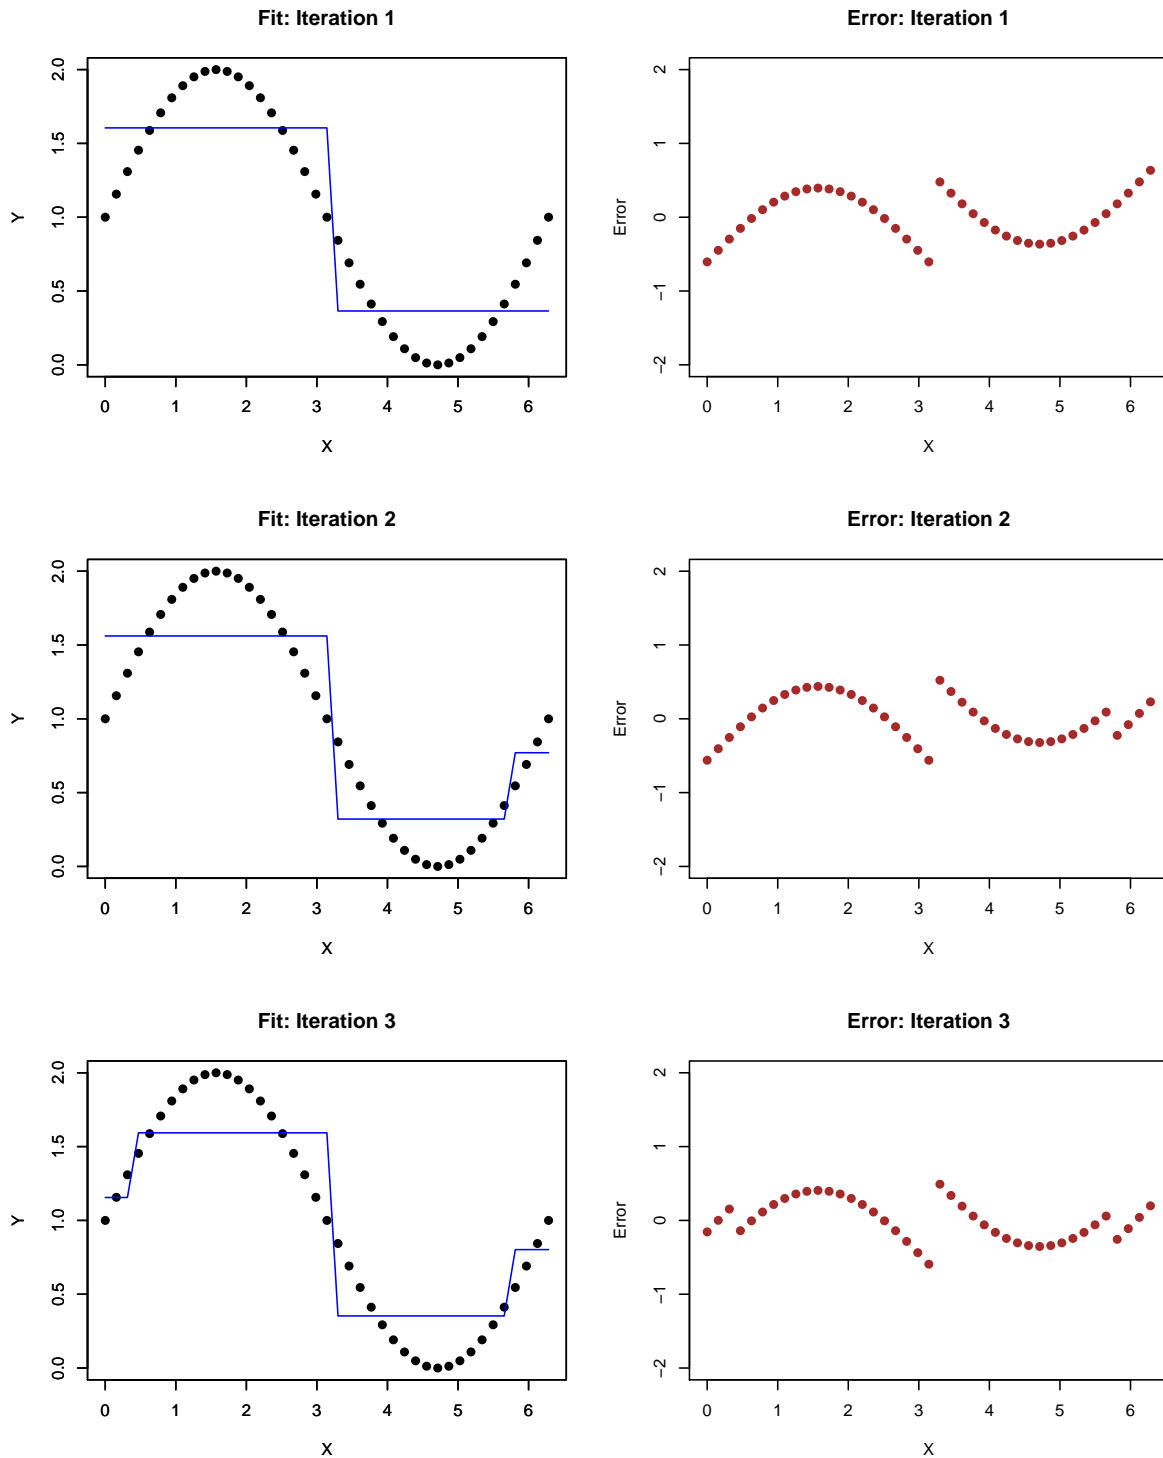 Fit: Iteration 1
Y
2.0
1.5
1.0
0.5
0.0
0 1 2 3 4 5 6
X
Error: Iteration 1
Error
2
1
0
−1
−2
0 1 2 3 4 5 6
X
Fit: Iteration 2
Y
2.0
1.5
1.0
0.5
0.0
0 1 2 3 4 5 6
X
Error: Iteration 2
Error
2
1
0
−1
−2
0 1 2 3 4 5 6
X
Fit: Iteration 3
Y
2.0
1.5
1.0
0.5
0.0
0 1 2 3 4 5 6
X
Error: Iteration 3
Error
2
1
0
−1
−2
0 1 2 3 4 5 6
X